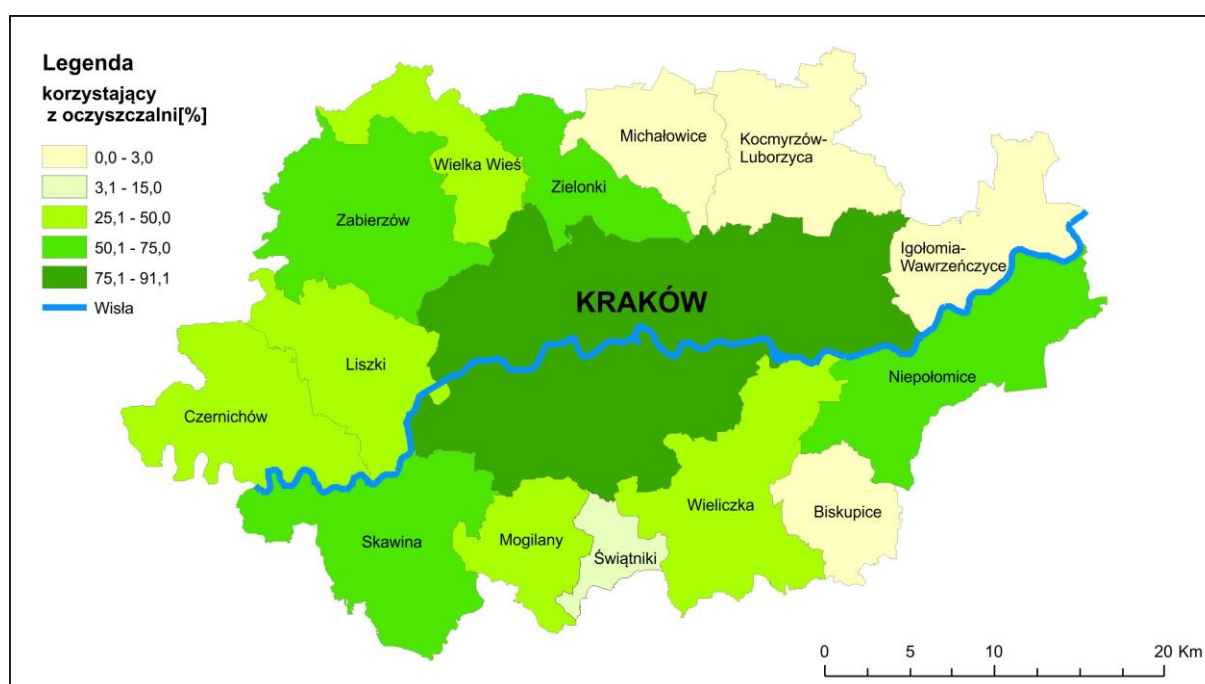 Legenda
korzystający
z oczyszczalni[%]
0,0 - 3,0
3,1 - 15,0
25,1 - 50,0
50,1 - 75,0
75,1 - 91,1
Wisła
Michałowice
Kocmyrzów-
Luborzyca
Wielka Wieś
Zielonki
Zabierzów
Igołomia-
Wawrzeńczyce
KRAKÓW
Liszki
Niepołomice
Czernichów
Wieliczka
Biskupice
Skawina
Mogilany
Świątniki
0 5 10 20 Km